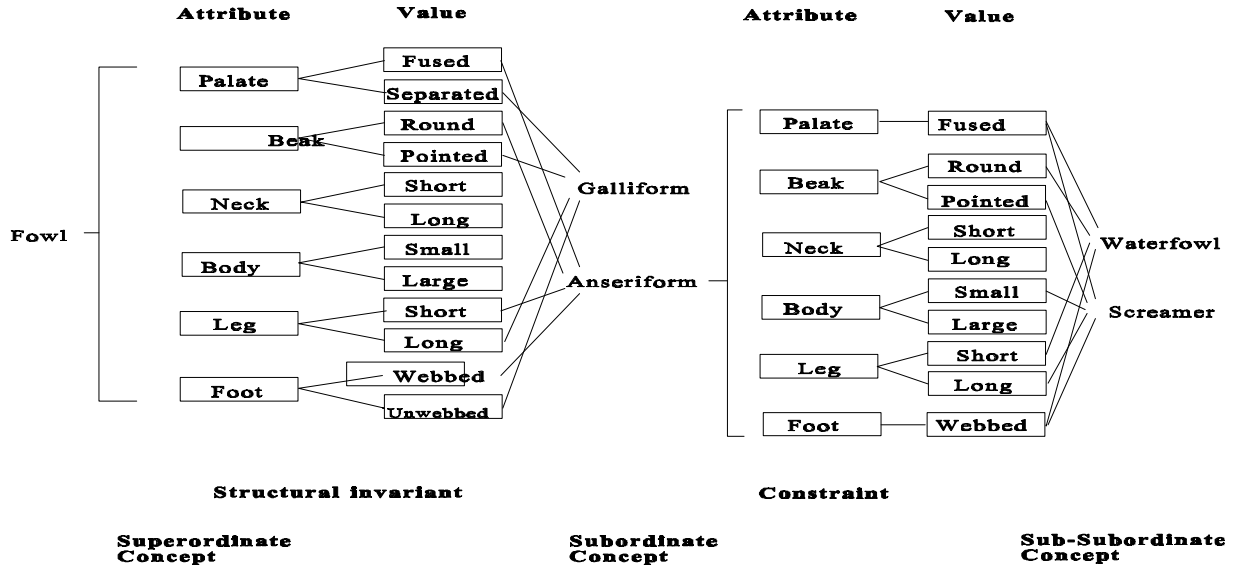 Attribute
Value
Attribute
Value
Fowl
Palate
Beak
Neck
Body
Leg
Foot
Fused
Separated
Round
Pointed
Short
Long
Small
Large
Short
Long
Webbed
Unwebbed
Galliform
Anseriform
Palate
Beak
Neck
Body
Leg
Foot
Fused
Round
Pointed
Short
Long
Small
Large
Short
Long
Webbed
Waterfowl
Screamer
Structural invariant
Constraint
Superordinate
Concept
Subordinate
Concept
Sub-Subordinate
Concept